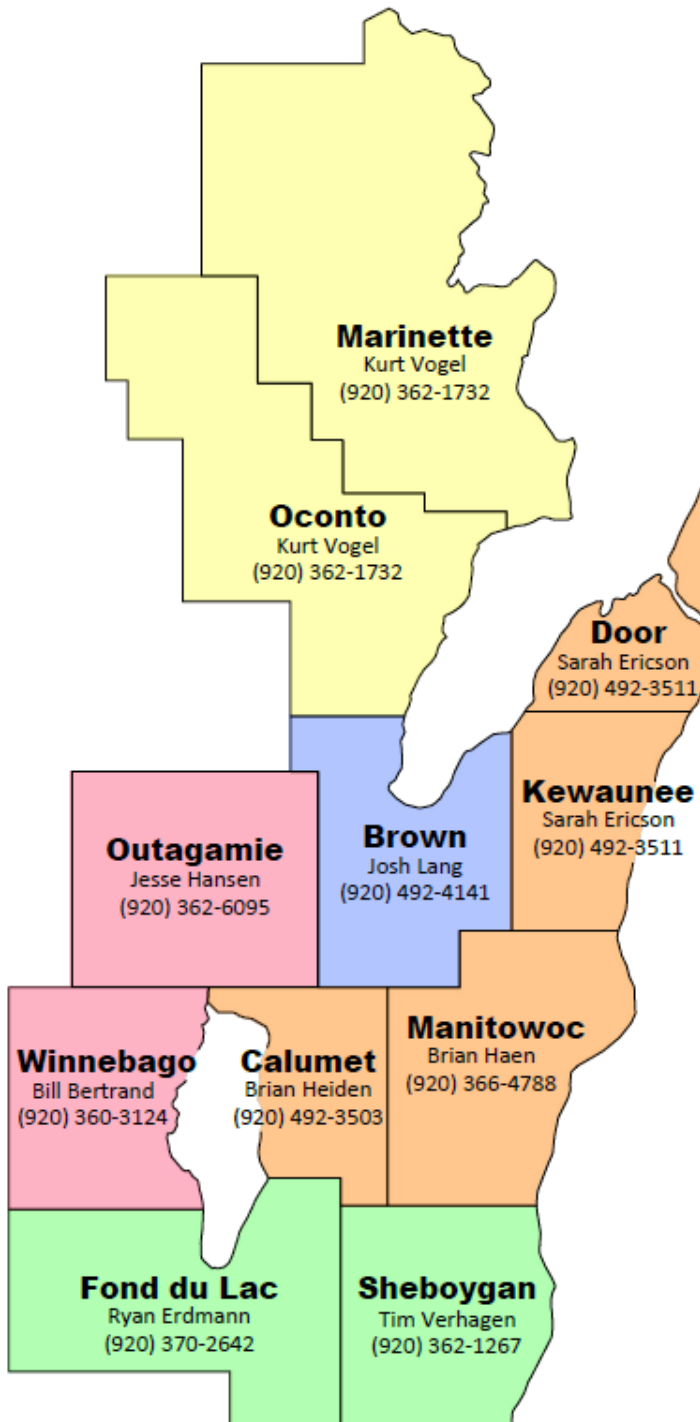 Marinette
Kurt Vogel
(920) 362-1732
Oconto
Kurt Vogel
(920) 362-1732
Door
Sarah Ericson
(920) 492-3511
Kewaunee
Sarah Ericson
(920) 492-3511
Outagamie
Jesse Hansen
(920) 362-6095
Brown
Josh Lang
(920) 492-4141
Winnebago
Bill Bertrand
(920) 360-3124
Calumet
Brian Heiden
(920) 492-3503
Manitowoc
Brian Haen
(920) 366-4788
Fond du Lac
Ryan Erdmann
(920) 370-2642
Sheboygan
Tim Verhagen
(920) 362-1267